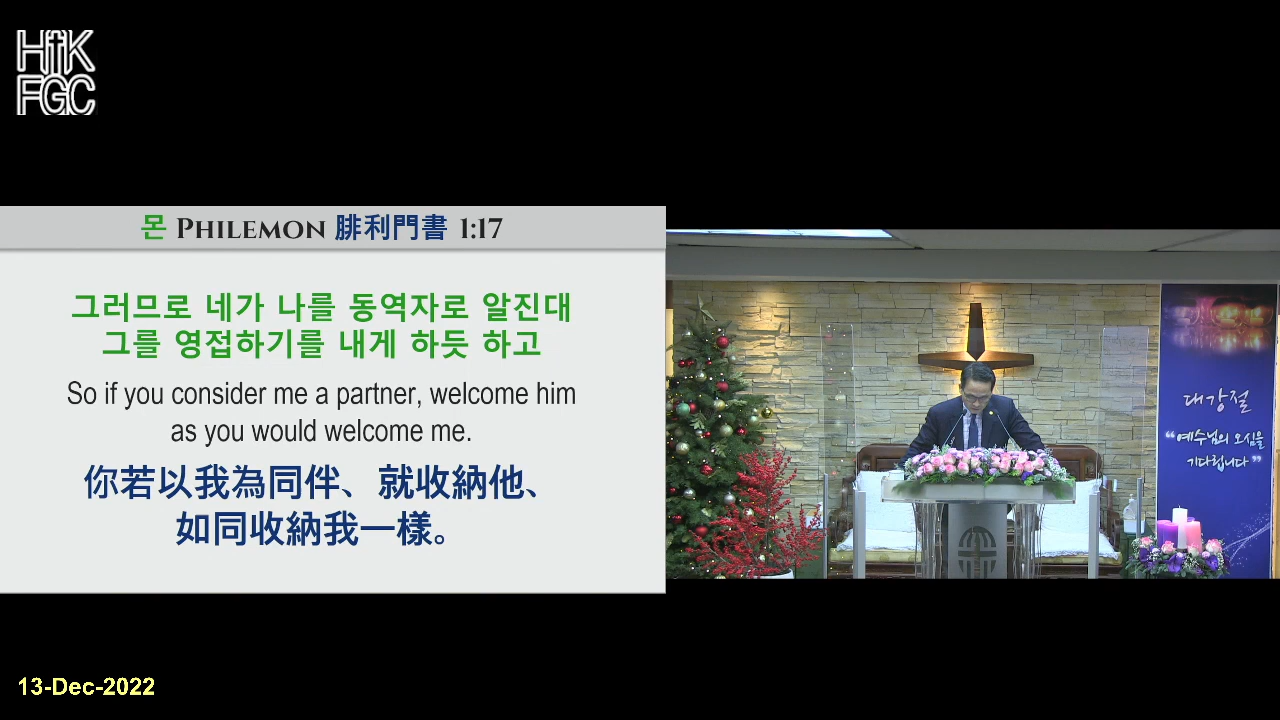 HfK
FGC
몬 PHILEMON 腓利門書 1:17
그러므로 네가 나를 동역자로 알진대
그를 영접하기를 내게 하듯 하고
So if you consider me a partner, welcome him
as you would welcome me.
你若以我為同伴、就收納他、
如同收納我一樣。
대강절
“예수님의 오심을
기다립니다”
13-Dec-2022